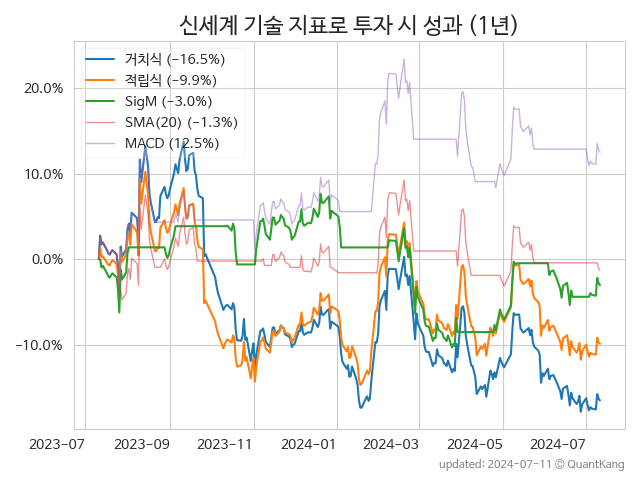 신세계 기술 지표로 투자 시 성과 (1년)
거치식 (−16.5%)
적립식 (−9.9%)
SigM (−3.0%)
SMA(20) (−1.3%)
MACD (12.5%)
20.0%
10.0%
0.0%
−10.0%
2023-07
2023-09
2023-11
2024-01
2024-03
2024-05
2024-07
updated: 2024-07-11 © QuantKang